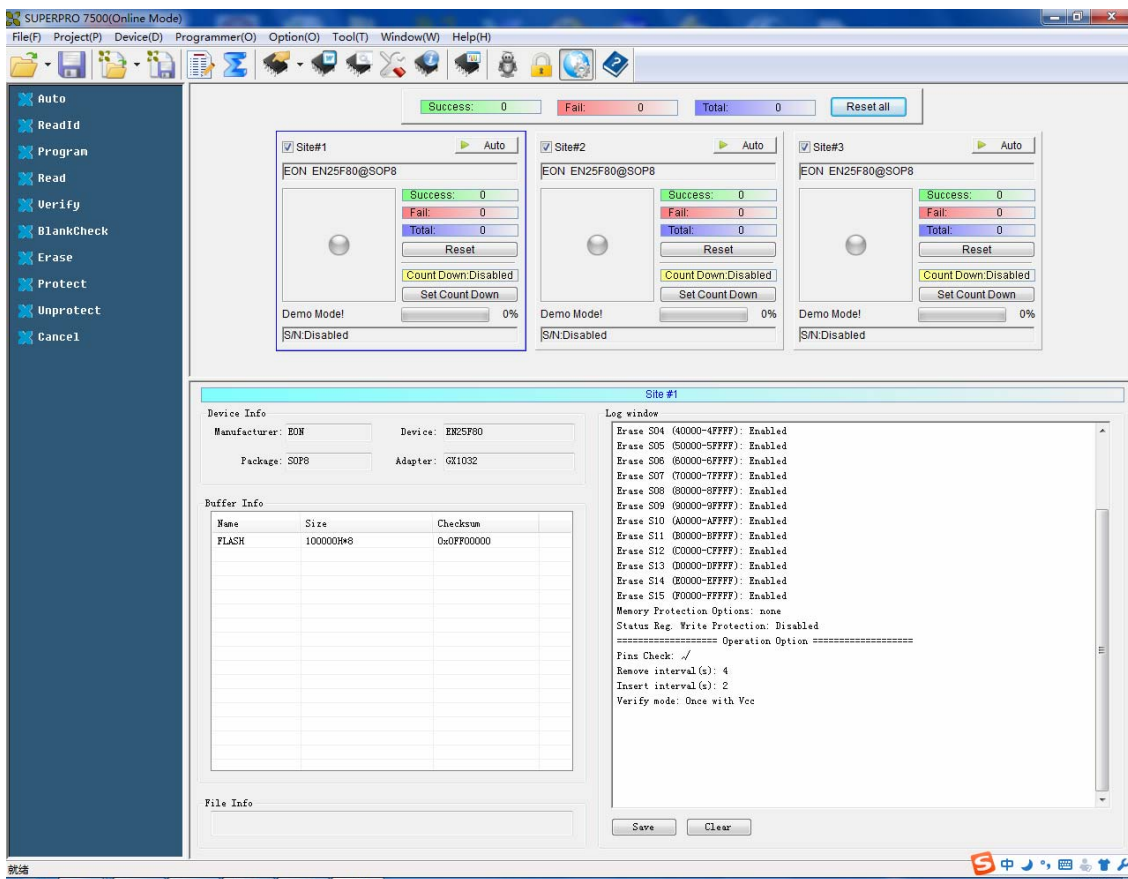 SUPERPRO 7500(Online Mode)
File(F) Project(P) Device(D) Programmer(O) Option(O) Tool(T) Window(W) Help(H)
Auto
ReadId
Program
Read
Verify
BlankCheck
Erase
Protect
Unprotect
Cancel
Success: 0 Fail: 0 Total: 0 Reset all
Site#1 Auto
EON EN25F80@SOP8
Success: 0
Fail: 0
Total: 0
Reset
Count Down:Disabled
Set Count Down
Demo Mode! 0%
S/N:Disabled
Site#2 Auto
EON EN25F80@SOP8
Success: 0
Fail: 0
Total: 0
Reset
Count Down:Disabled
Set Count Down
Demo Mode! 0%
S/N:Disabled
Site#3 Auto
EON EN25F80@SOP8
Success: 0
Fail: 0
Total: 0
Reset
Count Down:Disabled
Set Count Down
Demo Mode! 0%
S/N:Disabled
Site #1
Device Info
Manufacturer: EON Device: EN25F80
Package: SOP8 Adapter: GX1032
Buffer Info
Name Size Checksum
FLASH 100000H*8 0x0FF00000
File Info
Log window
Erase S04 (40000-4FFFF): Enabled
Erase S05 (50000-5FFFF): Enabled
Erase S06 (60000-6FFFF): Enabled
Erase S07 (70000-7FFFF): Enabled
Erase S08 (80000-8FFFF): Enabled
Erase S09 (90000-9FFFF): Enabled
Erase S10 (A0000-AFFFF): Enabled
Erase S11 (B0000-BFFFF): Enabled
Erase S12 (C0000-CFFFF): Enabled
Erase S13 (D0000-DFFFF): Enabled
Erase S14 (E0000-EFFFF): Enabled
Erase S15 (F0000-FFFFF): Enabled
Memory Protection Options: none
Status Reg. Write Protection: Disabled
=================== Operation Option ===================
Pins Check: √
Remove interval(s): 4
Insert interval(s): 2
Verify mode: Once with Vcc
Save Clear
就绪
S 中